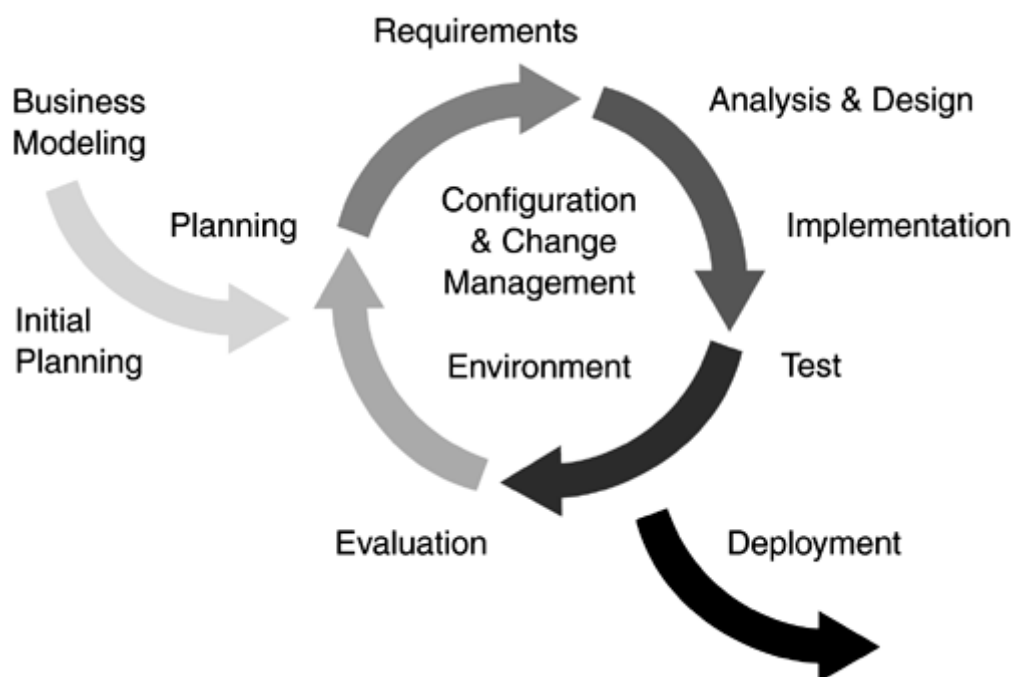 Requirements
Business
Modeling
Analysis & Design
Planning
Configuration
& Change
Management
Implementation
Initial
Planning
Environment
Test
Evaluation
Deployment